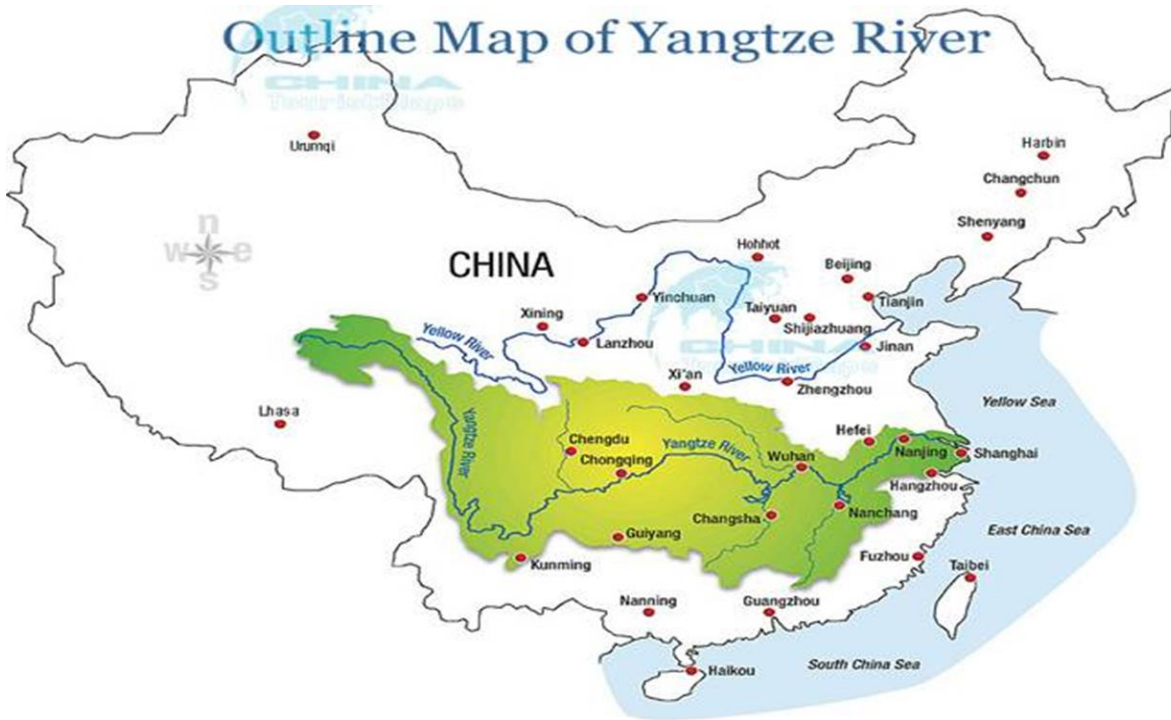 Outline Map of Yangtze River
CHINA
Urumqi
Harbin
Changchun
Shenyang
n
w e
s
CHINA
Hohhot
Beijing
Tianjin
Yinchuan
Taiyuan
Shijiazhuang
Xining
Lanzhou
Yellow River
CHINA
Jinan
Xi'an
Yellow River
Zhengzhou
Lhasa
Yellow Sea
Yangtze River
Chengdu
Chongqing
Yangtze River
Wuhan
Hefei
Nanjing
Shanghai
Hangzhou
Changsha
Nanchang
East China Sea
Guiyang
Kunming
Fuzhou
Taibei
Nanning
Guangzhou
South China Sea
Haikou